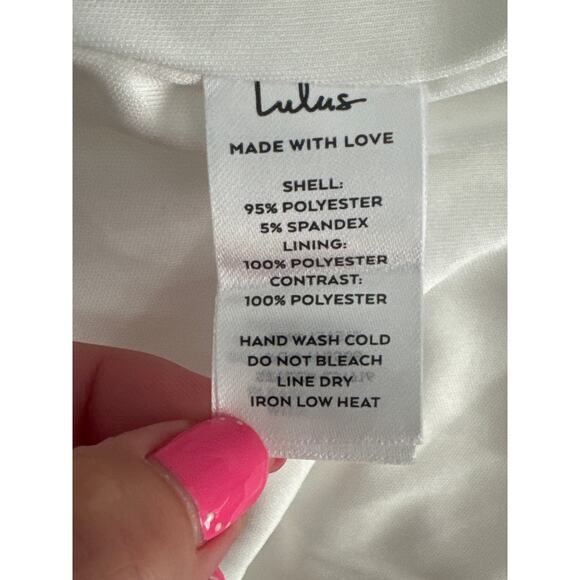 Lulus
MADE WITH LOVE
SHELL:
95% POLYESTER
5% SPANDEX
LINING:
100% POLYESTER
CONTRAST:
100% POLYESTER
HAND WASH COLD
DO NOT BLEACH
LINE DRY
IRON LOW HEAT